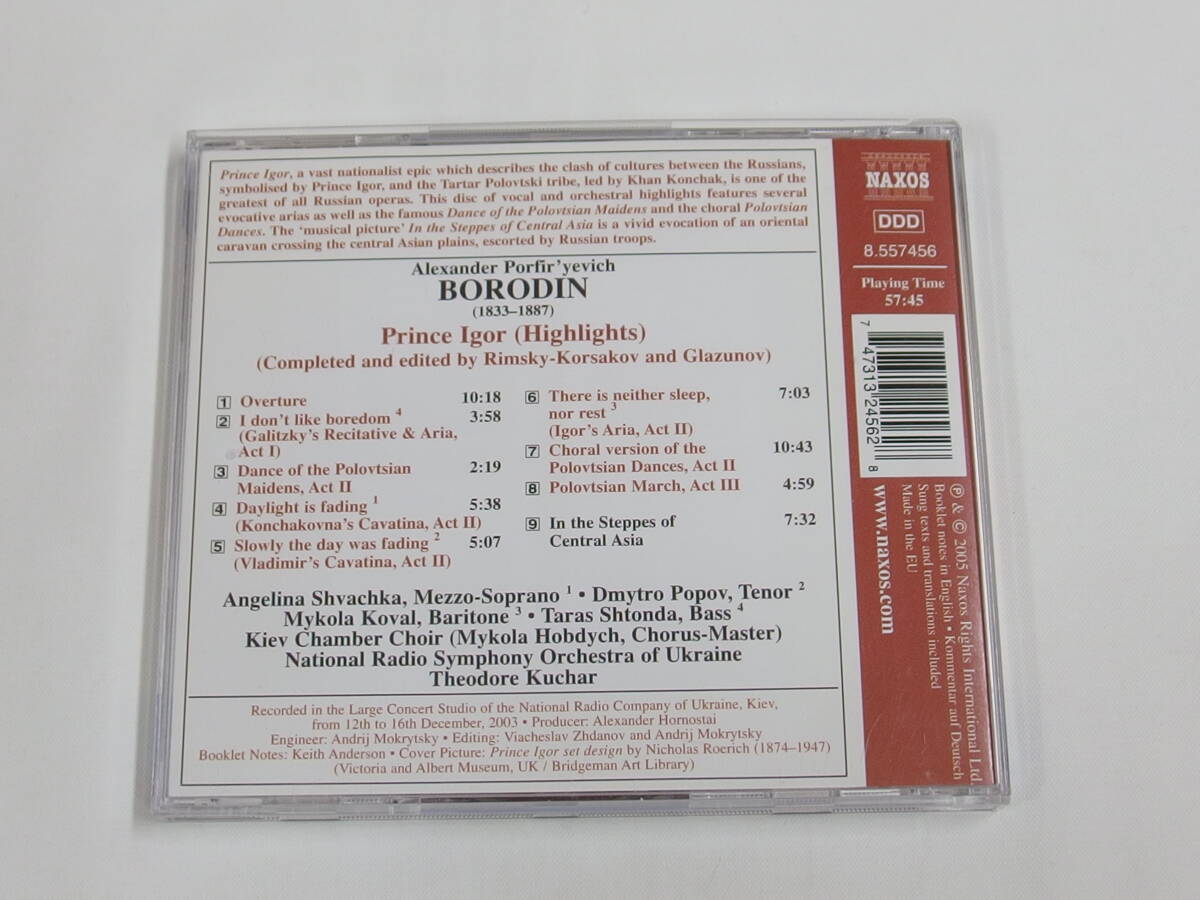 Prince Igor, a vast nationalist epic which describes the clash of cultures between the Russians,
symbolised by Prince Igor, and the Tartar Polovtski tribe, led by Khan Konchak, is one of the
greatest of all Russian operas. This disc of vocal and orchestral highlights features several
evocative arias as well as the famous Dance of the Polovtsian Maidens and the choral Polovtsian
Dances. The 'musical picture' In the Steppes of Central Asia is a vivid evocation of an oriental
caravan crossing the central Asian plains, escorted by Russian troops.
Alexander Porfir'yevich
BORODIN
(1833–1887)
Prince Igor (Highlights)
(Completed and edited by Rimsky-Korsakov and Glazunov)
1 Overture 10:18
2 I don't like boredom 4 3:58
(Galitzky's Recitative & Aria,
Act I)
3 Dance of the Polovtsian 2:19
Maidens, Act II
4 Daylight is fading 1 5:38
(Konchakovna's Cavatina, Act II)
5 Slowly the day was fading 2 5:07
(Vladimir's Cavatina, Act II)
6 There is neither sleep, 7:03
nor rest 3
(Igor's Aria, Act II)
7 Choral version of the 10:43
Polovtsian Dances, Act II
8 Polovtsian March, Act III 4:59
9 In the Steppes of 7:32
Central Asia
Angelina Shvachka, Mezzo-Soprano 1 • Dmytro Popov, Tenor 2
Mykola Koval, Baritone 3 • Taras Shtonda, Bass 4
Kiev Chamber Choir (Mykola Hobdych, Chorus-Master)
National Radio Symphony Orchestra of Ukraine
Theodore Kuchar
Recorded in the Large Concert Studio of the National Radio Company of Ukraine, Kiev,
from 12th to 16th December, 2003 • Producer: Alexander Hornostai
Engineer: Andrij Mokrytsky • Editing: Viacheslav Zhdanov and Andrij Mokrytsky
Booklet Notes: Keith Anderson • Cover Picture: Prince Igor set design by Nicholas Roerich (1874–1947)
(Victoria and Albert Museum, UK / Bridgeman Art Library)
NAXOS
DDD
8.557456
Playing Time
57:45
7 47313 24562 8
www.naxos.com
℗ & © 2005 Naxos Rights International Ltd.
Booklet notes in English • Kommentar auf Deutsch
Sung texts and translations included
Made in the EU